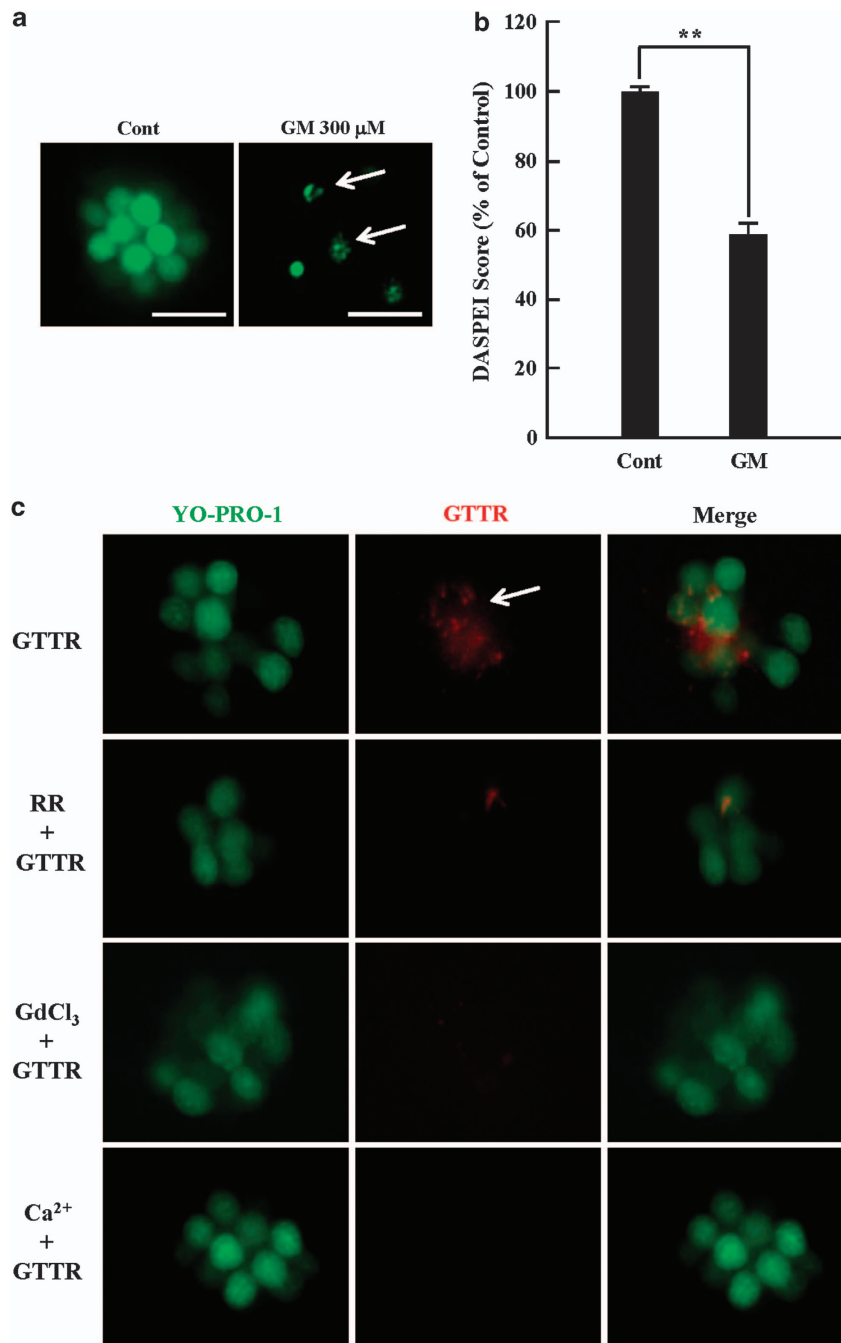 a
Cont
GM 300 μM
b
DASPEI Score (% of Control)
120
100
80
60
40
20
0
**
Cont
GM
c
YO-PRO-1
GTTR
Merge
GTTR
RR
+
GTTR
GdCl₃
+
GTTR
Ca²⁺
+
GTTR